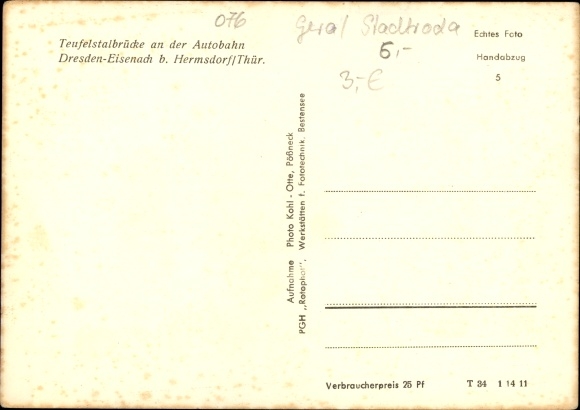 076
Gera/ Stadtroda
5,-
3,-€
Teufelstalbrücke an der Autobahn
Dresden-Eisenach b. Hermsdorf/Thür.
Echtes Foto
Handabzug
5
Aufnahme Photo Kohl - Otte, Pößneck
PGH „Rotophot", Werkstätten f. Fototechnik, Bestensee
Verbraucherpreis 25 Pf
T 34 1 14 11